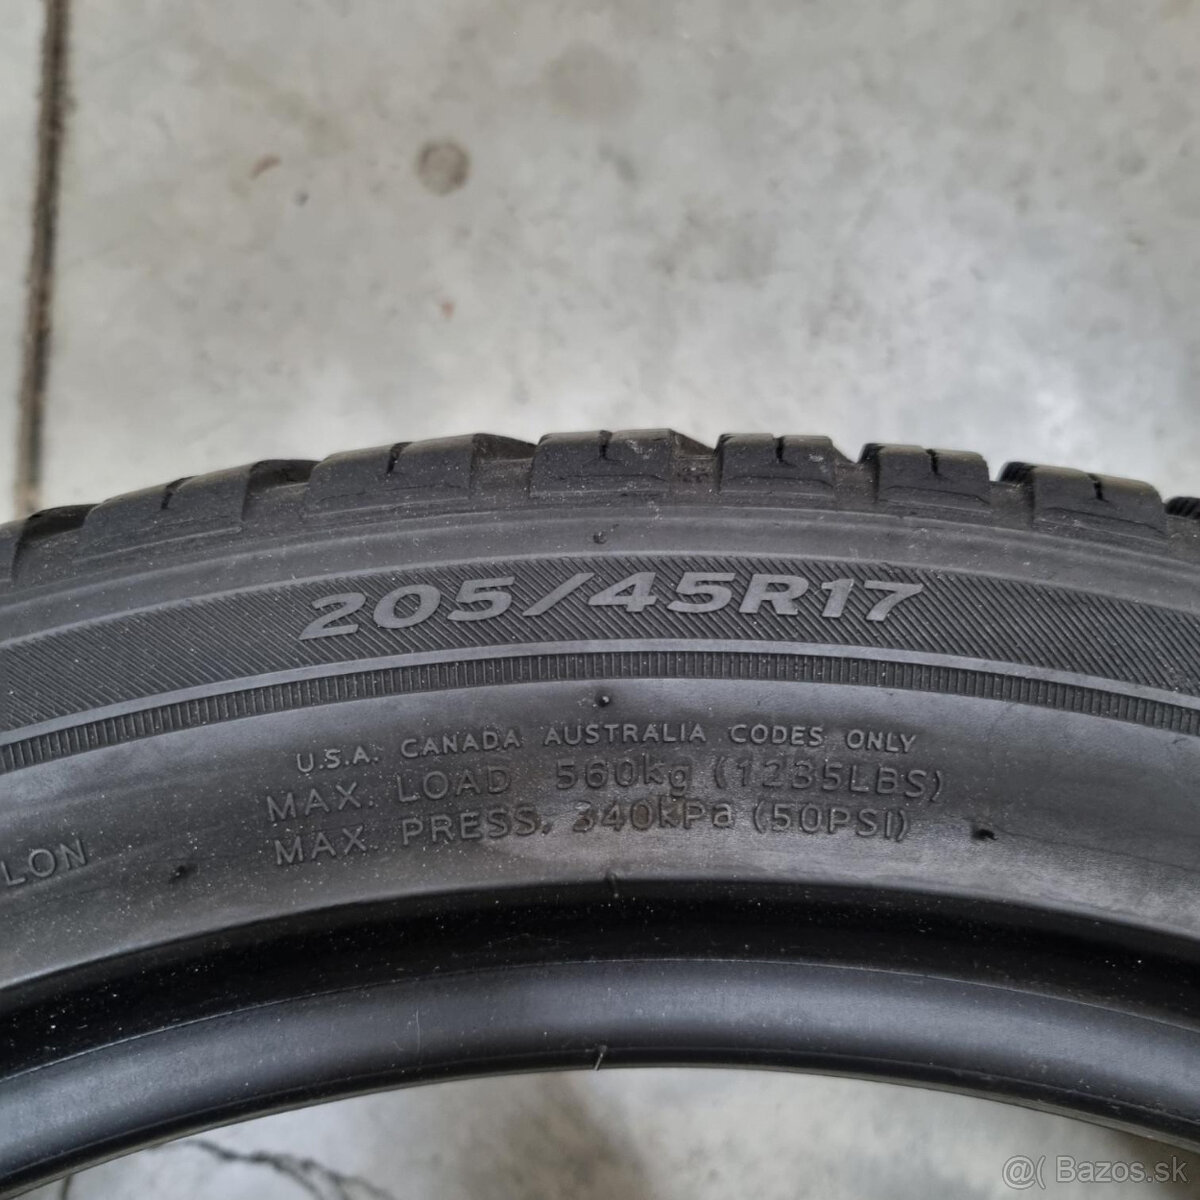 205/45R17
U.S.A. CANADA AUSTRALIA CODES ONLY
MAX. LOAD 560kg (1235LBS)
MAX. PRESS. 340kPa (50PSI)
LON
@( Bazos.sk